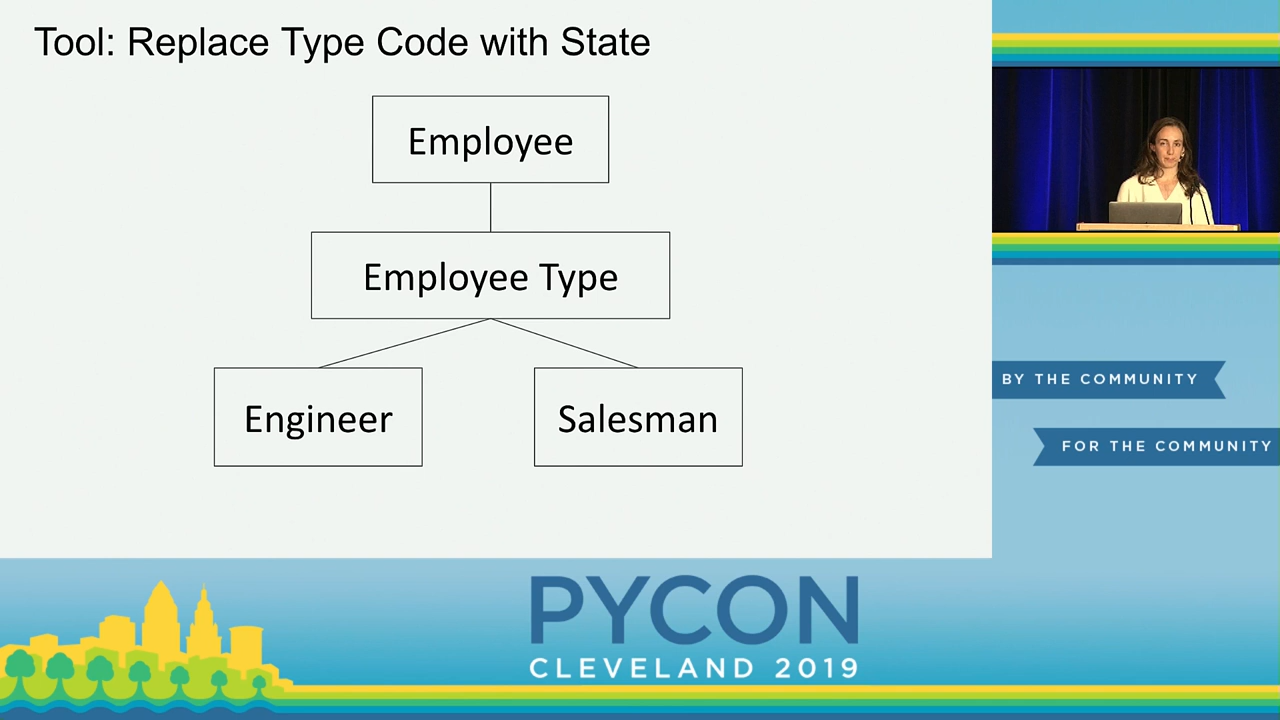 Tool: Replace Type Code with State
Employee
Employee Type
Engineer
Salesman
BY THE COMMUNITY
FOR THE COMMUNITY
PYCON
CLEVELAND 2019